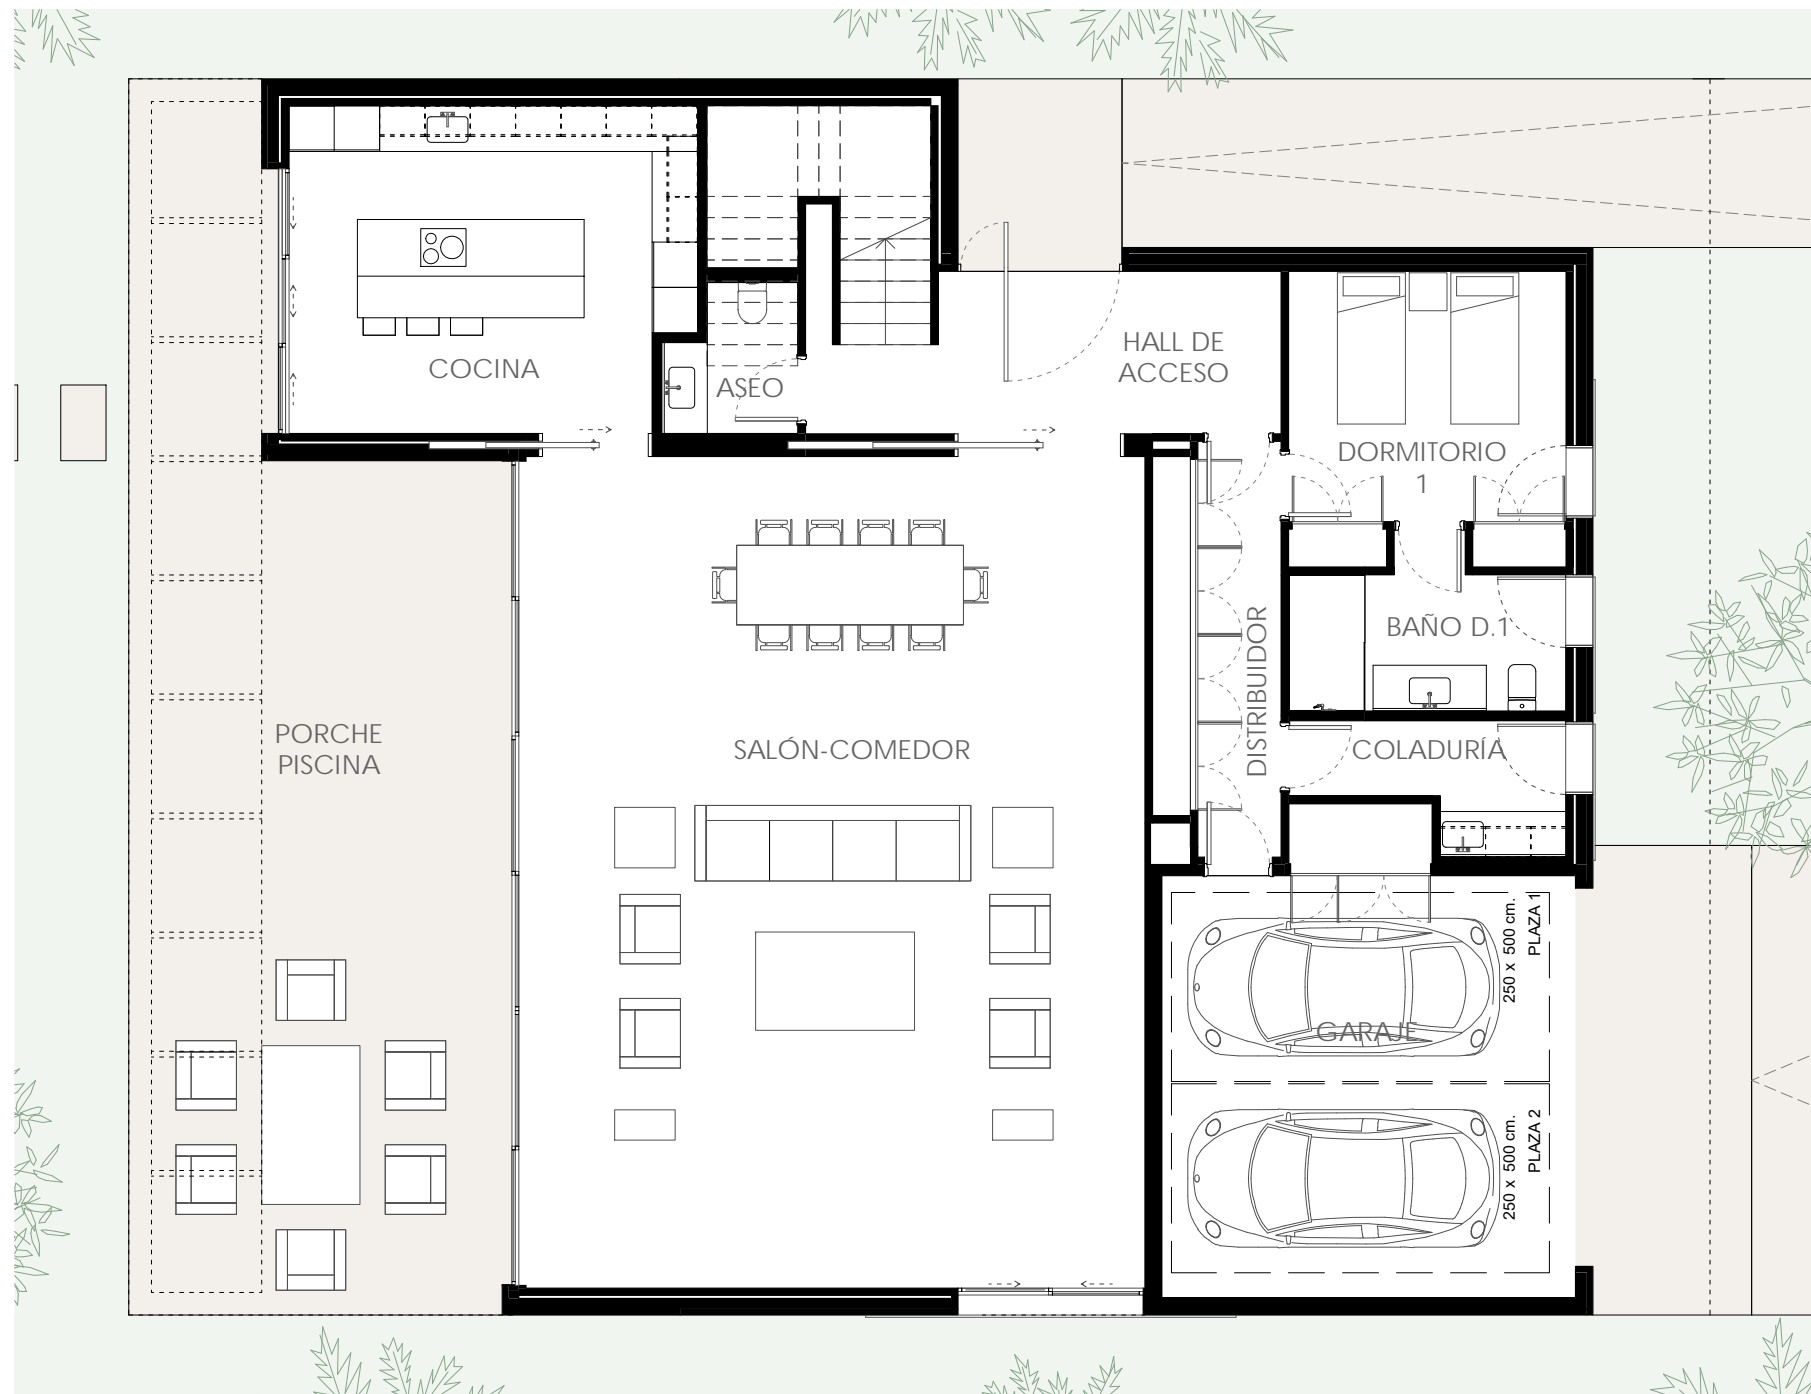 HALL DE
ACCESO
COCINA
ASEO
DORMITORIO
1
BAÑO D.1
DISTRIBUIDOR
PORCHE
PISCINA
SALÓN-COMEDOR
COLADURÍA
250 x 500 cm.
PLAZA 1
GARAJE
250 x 500 cm.
PLAZA 2